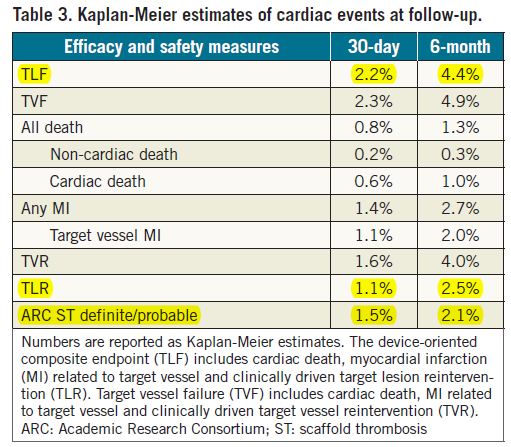 Table 3. Kaplan-Meier estimates of cardiac events at follow-up.
Efficacy and safety measures 30-day 6-month
TLF 2.2% 4.4%
TVF 2.3% 4.9%
All death 0.8% 1.3%
Non-cardiac death 0.2% 0.3%
Cardiac death 0.6% 1.0%
Any MI 1.4% 2.7%
Target vessel MI 1.1% 2.0%
TVR 1.6% 4.0%
TLR 1.1% 2.5%
ARC ST definite/probable 1.5% 2.1%
Numbers are reported as Kaplan-Meier estimates. The device-oriented
composite endpoint (TLF) includes cardiac death, myocardial infarction
(MI) related to target vessel and clinically driven target lesion reinterven-
tion (TLR). Target vessel failure (TVF) includes cardiac death, MI related
to target vessel and clinically driven target vessel reintervention (TVR).
ARC: Academic Research Consortium; ST: scaffold thrombosis